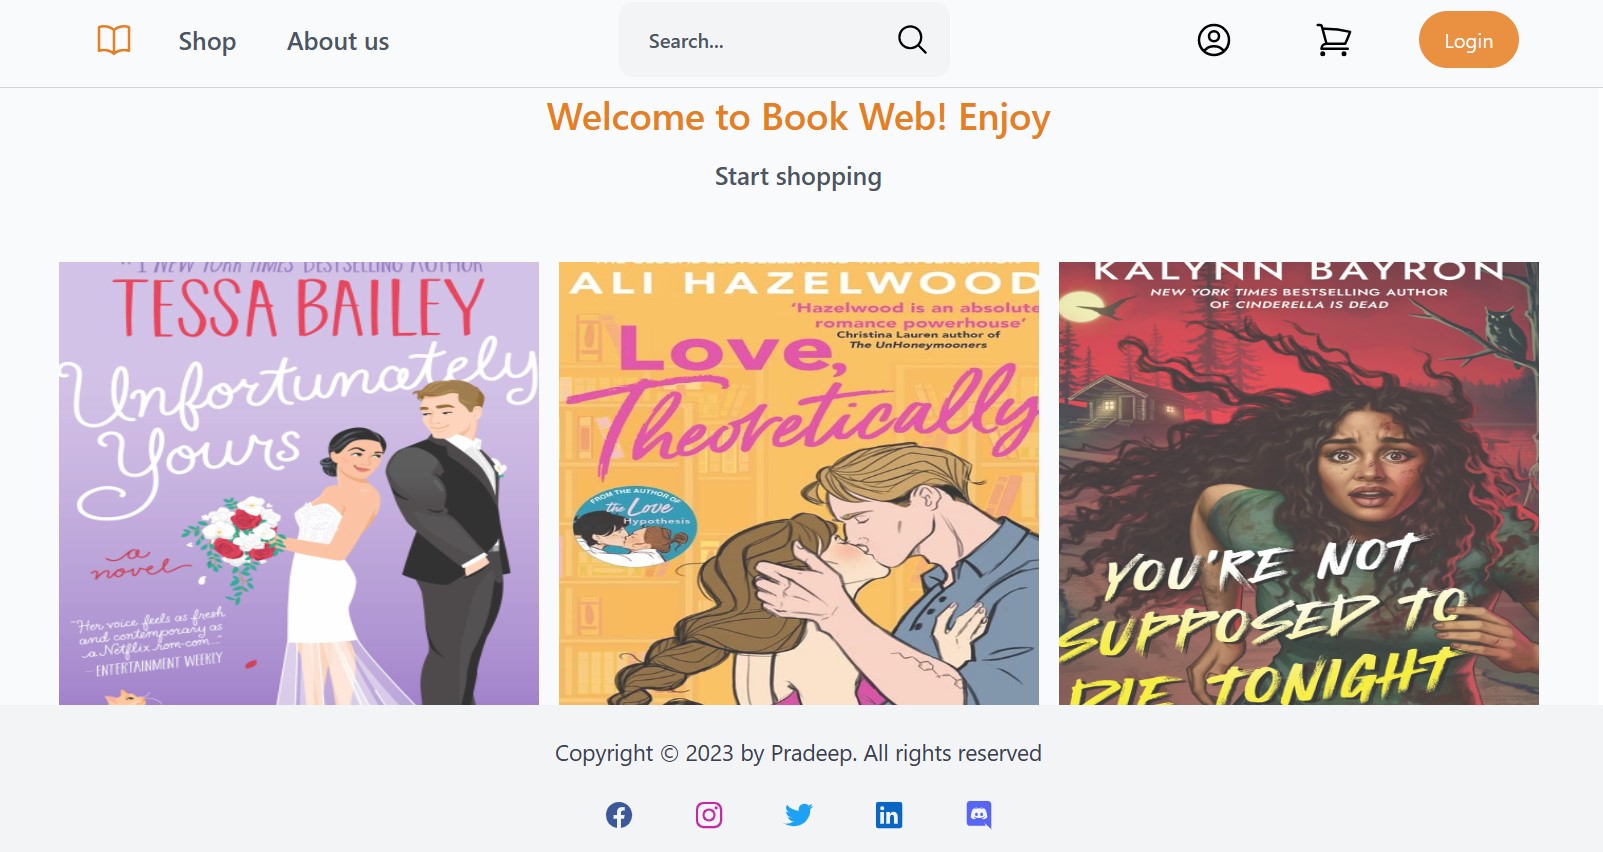 Shop
About us
Search...
Login
Welcome to Book Web! Enjoy
Start shopping
#1 NEW YORK TIMES BESTSELLING AUTHOR
TESSA BAILEY
Unfortunately
Yours
a
novel
"Her voice feels as fresh
and contemporary as
a Netflix rom-com..."
—ENTERTAINMENT WEEKLY
ALI HAZELWOOD
'Hazelwood is an absolute
romance powerhouse'
Christina Lauren author of
The UnHoneymooners
Love,
Theoretically
FROM THE AUTHOR OF
the Love
Hypothesis
KALYNN BAYRON
NEW YORK TIMES BESTSELLING AUTHOR
OF CINDERELLA IS DEAD
YOU'RE NOT
SUPPOSED TO
DIE TONIGHT
Copyright © 2023 by Pradeep. All rights reserved
in